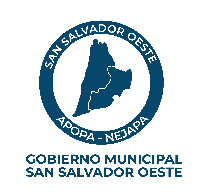 SAN SALVADOR OESTE
APOPA - NEJAPA
GOBIERNO MUNICIPAL
SAN SALVADOR OESTE